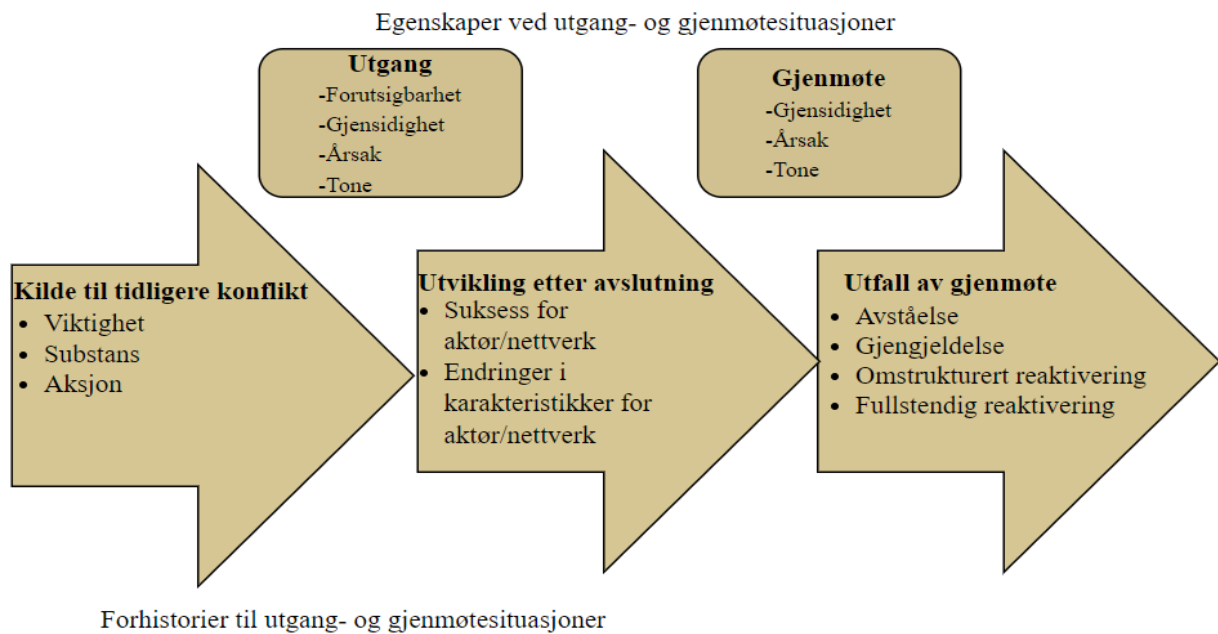 Egenskaper ved utgang- og gjenmøtesituasjoner
Utgang
-Forutsigbarhet
-Gjensidighet
-Årsak
-Tone
Gjenmøte
-Gjensidighet
-Årsak
-Tone
Kilde til tidligere konflikt
• Viktighet
• Substans
• Aksjon
Utvikling etter avslutning
• Suksess for
aktør/nettverk
• Endringer i
karakteristikker for
aktør/nettverk
Utfall av gjenmøte
• Avståelse
• Gjengjeldelse
• Omstrukturert reaktivering
• Fullstendig reaktivering
Forhistorier til utgang- og gjenmøtesituasjoner